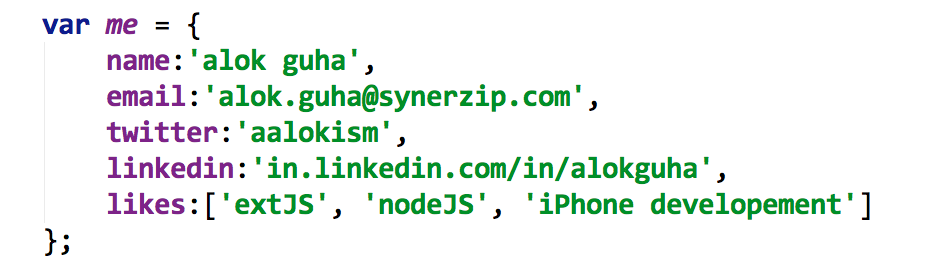 var me = {
    name:'alok guha',
    email:'alok.guha@synerzip.com',
    twitter:'aalokism',
    linkedin:'in.linkedin.com/in/alokguha',
    likes:['extJS', 'nodeJS', 'iPhone developement']
};